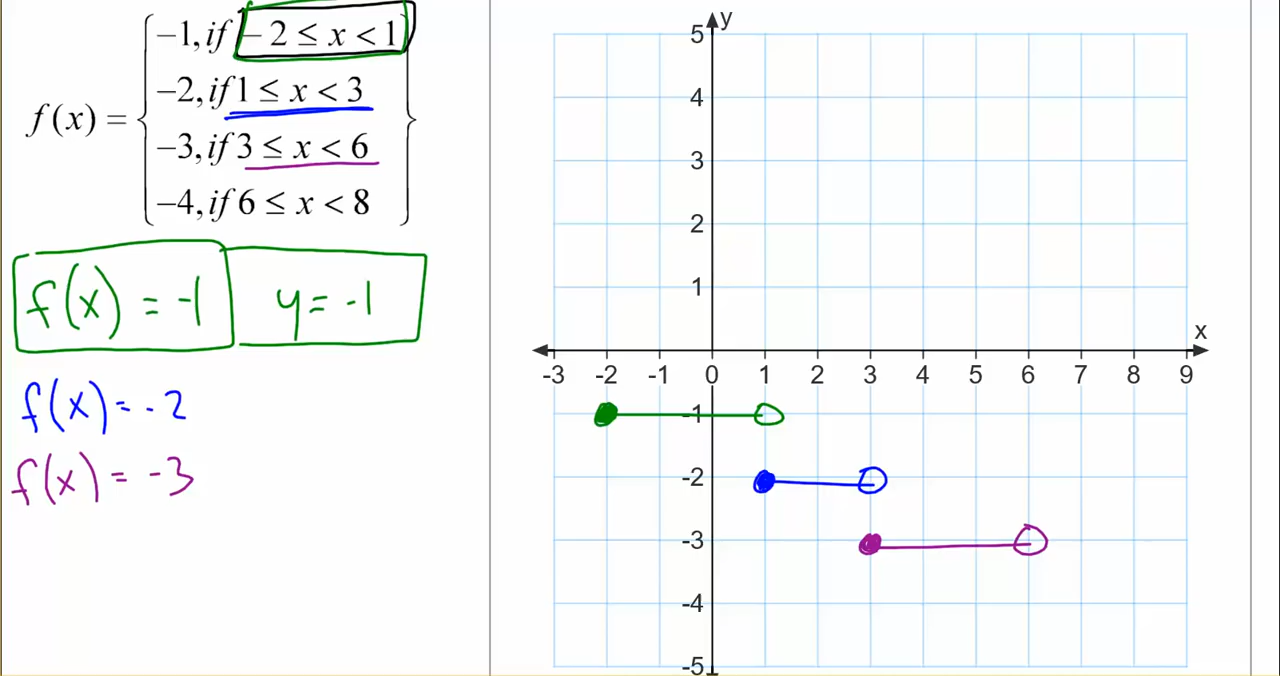 f(x) = { −1, if −2 ≤ x < 1
−2, if 1 ≤ x < 3
−3, if 3 ≤ x < 6
−4, if 6 ≤ x < 8 }
f(x) = -1 y = -1
f(x) = -2
f(x) = -3
y
5
4
3
2
1
x
-3 -2 -1 0 1 2 3 4 5 6 7 8 9
-1
-2
-3
-4
-5